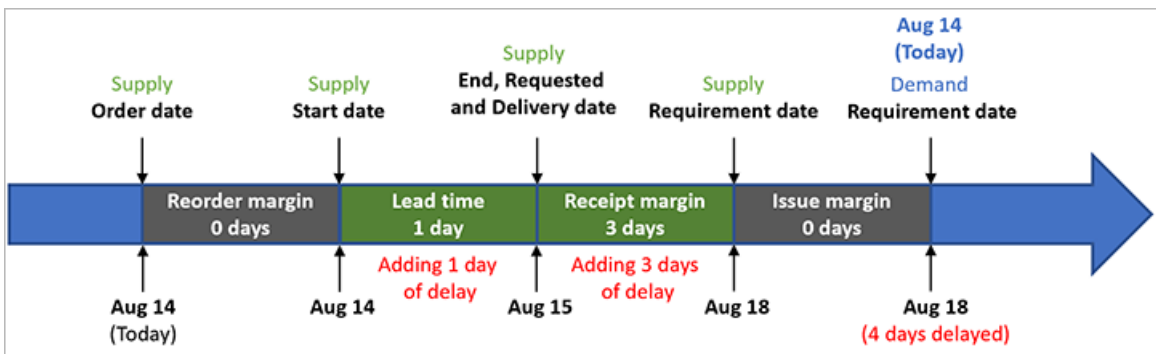 Aug 14
(Today)
Supply
Order date
Supply
Start date
Supply
End, Requested
and Delivery date
Supply
Requirement date
Demand
Requirement date
Reorder margin
0 days
Lead time
1 day
Receipt margin
3 days
Issue margin
0 days
Adding 1 day
of delay
Adding 3 days
of delay
Aug 14
(Today)
Aug 14
Aug 15
Aug 18
Aug 18
(4 days delayed)